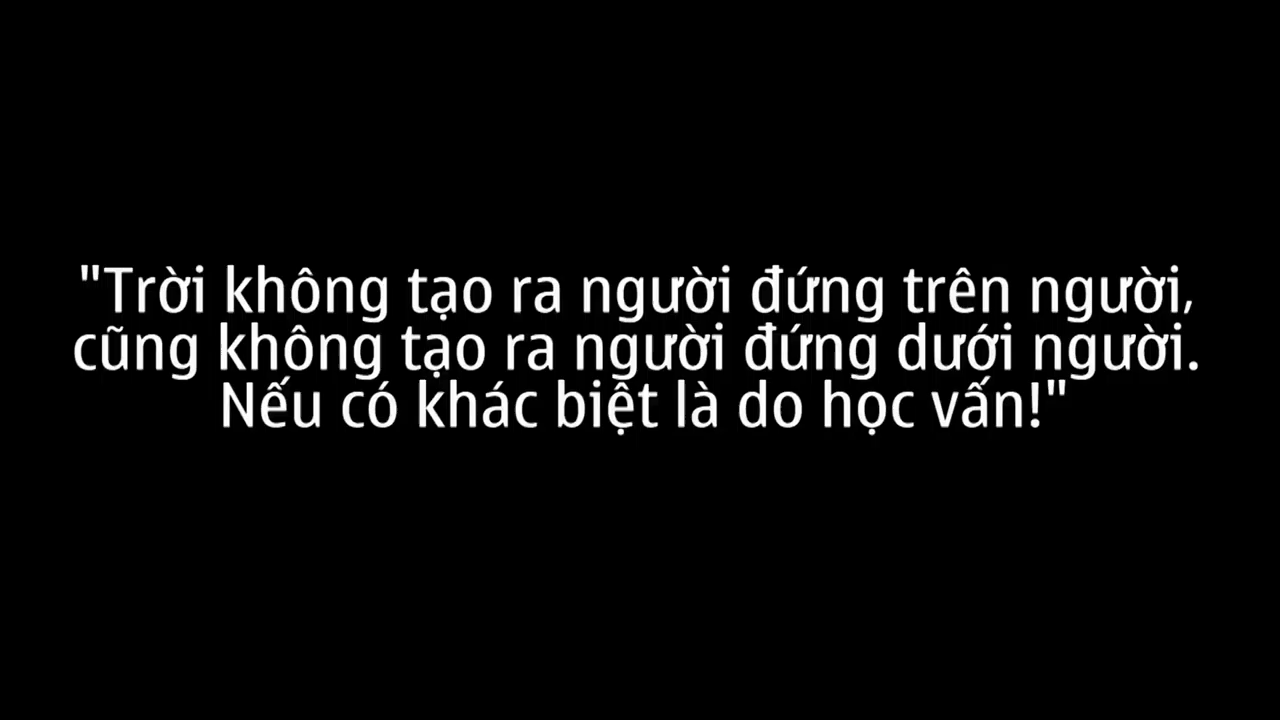 "Trời không tạo ra người đứng trên người,
cũng không tạo ra người đứng dưới người.
Nếu có khác biệt là do học vấn!"